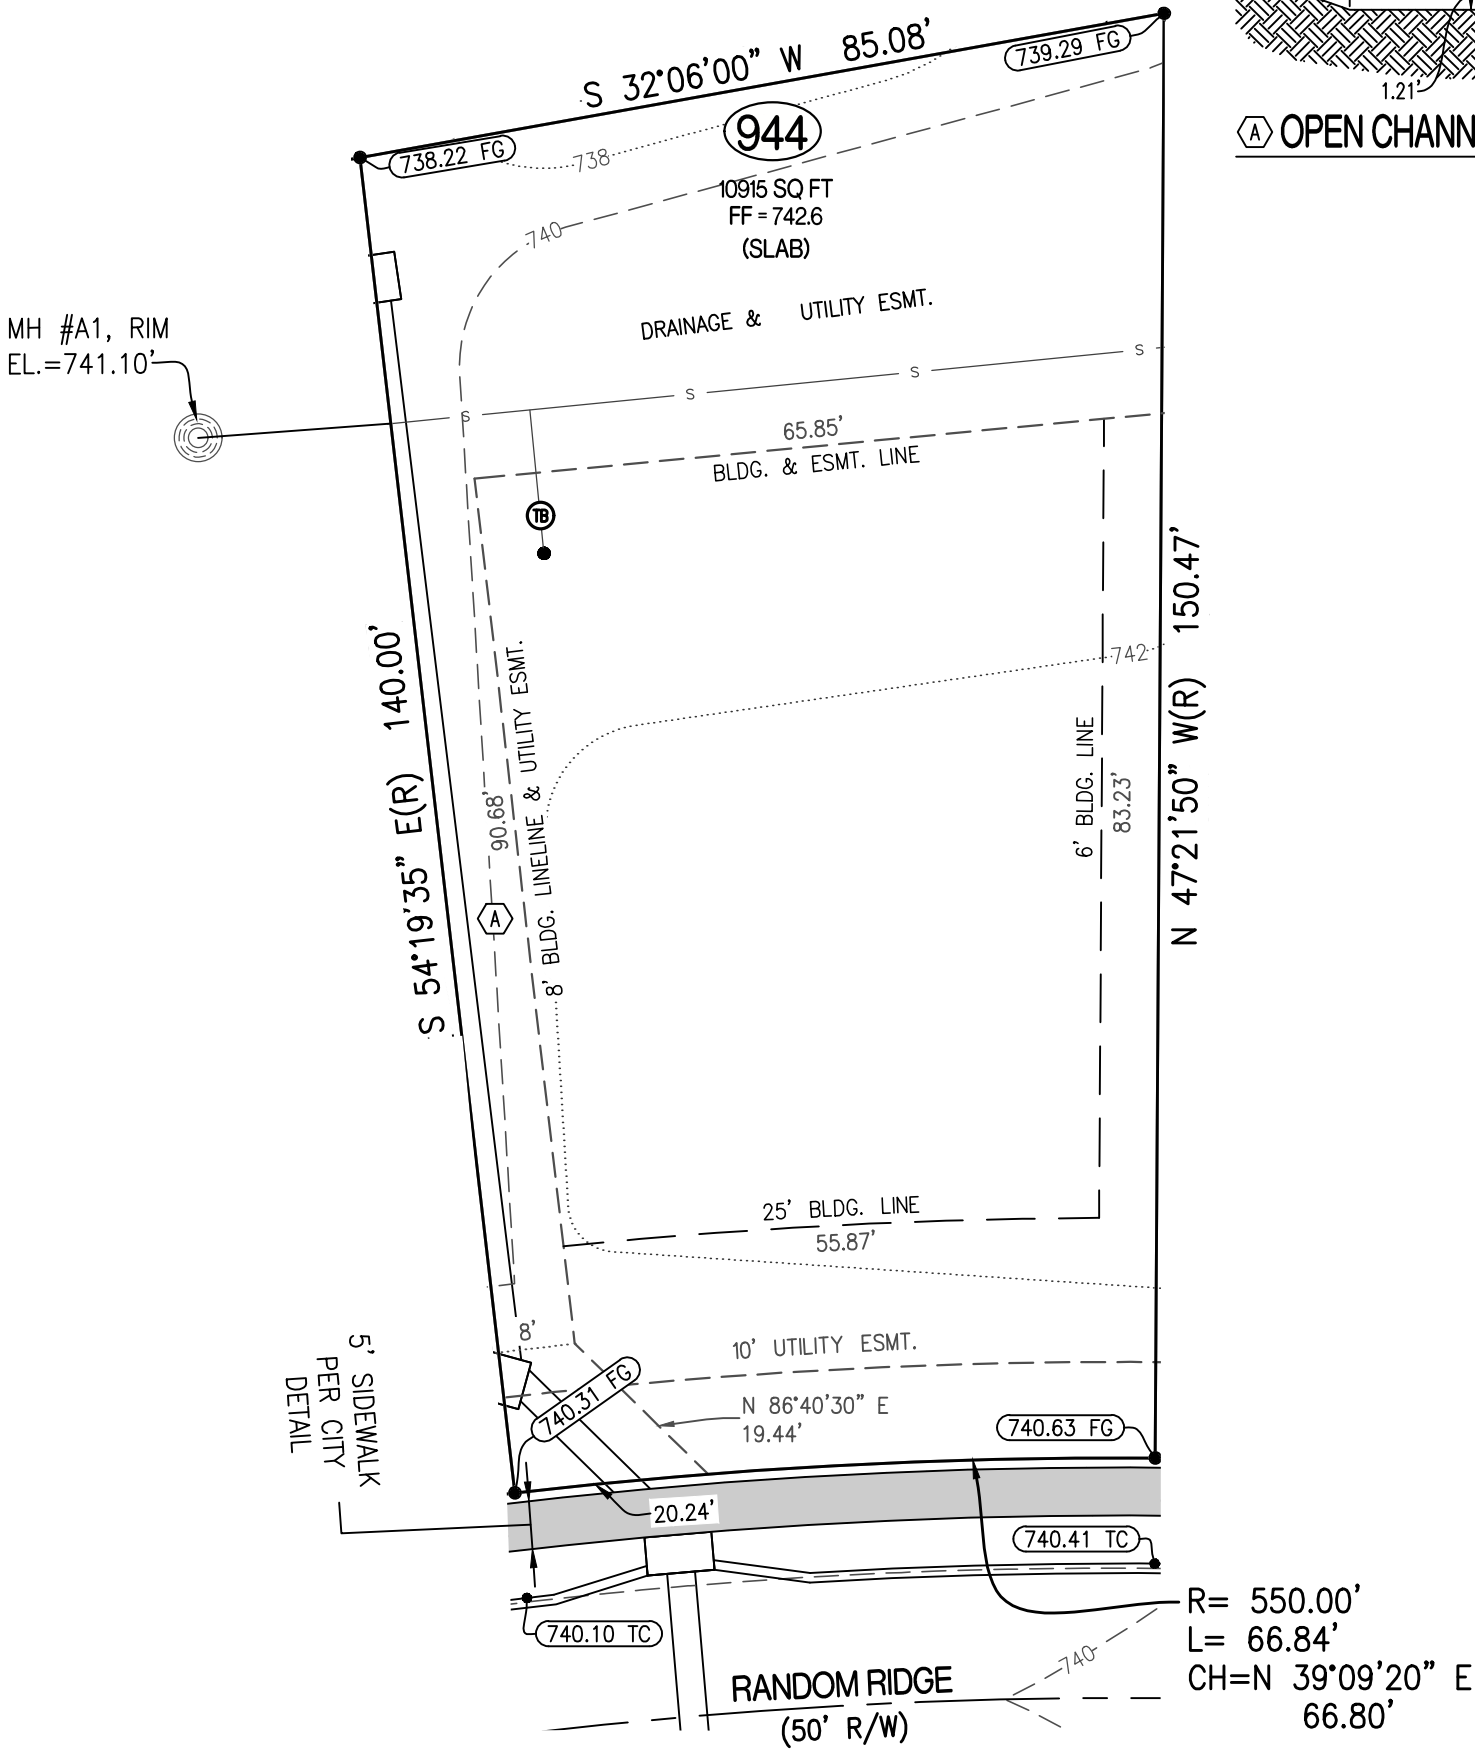 S 32°06'00" W 85.08'
739.29 FG
1.21'
A OPEN CHANN
738.22 FG
738
944
10915 SQ FT
FF = 742.6
(SLAB)
740
MH #A1, RIM
EL.=741.10'
DRAINAGE & UTILITY ESMT.
S S S S
65.85'
BLDG. & ESMT. LINE
TB
S 54°19'35" E(R) 140.00'
N 47°21'50" W(R) 150.47'
742
90.68'
8' BLDG. LINELINE & UTILITY ESMT.
6' BLDG. LINE
83.23'
A
25' BLDG. LINE
55.87'
8'
10' UTILITY ESMT.
5' SIDEWALK
PER CITY
DETAIL
740.31 FG
N 86°40'30" E
19.44'
740.63 FG
20.24'
740.41 TC
740.10 TC
R= 550.00'
L= 66.84'
CH=N 39°09'20" E
66.80'
740
RANDOM RIDGE
(50' R/W)